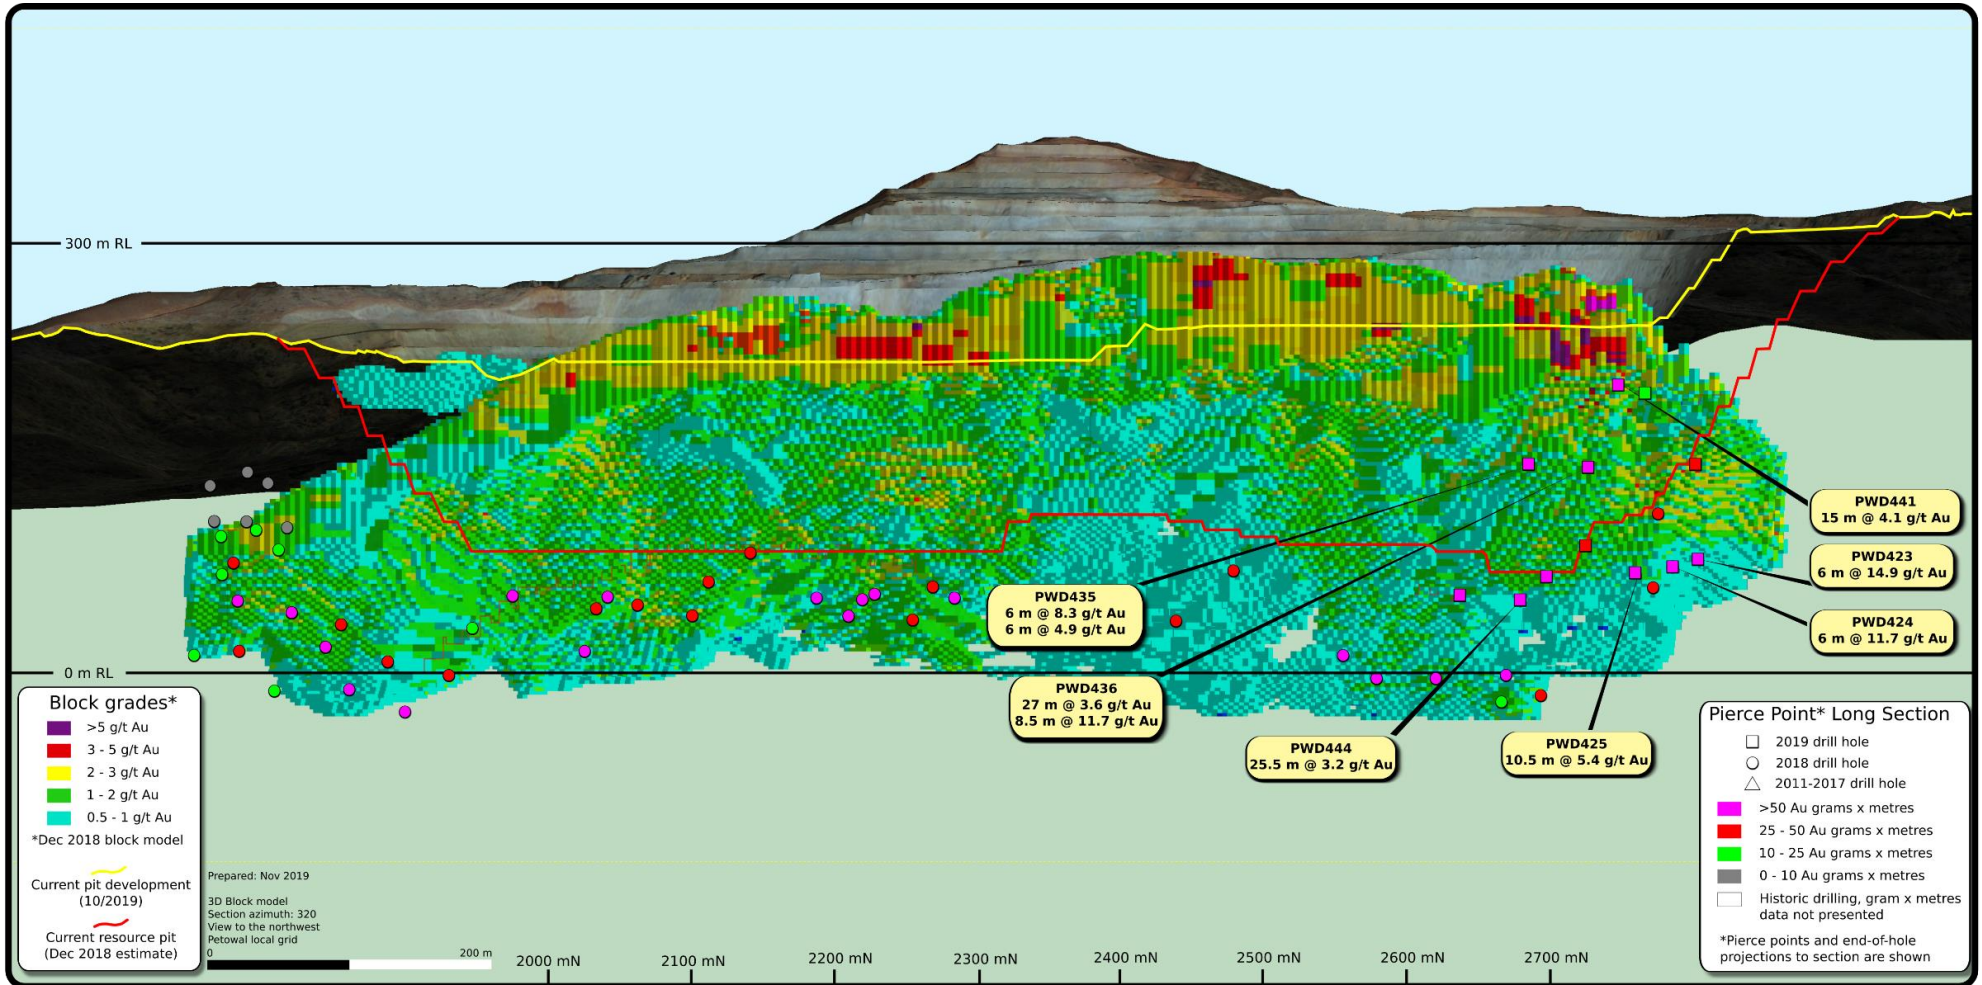 300 m RL
PWD441
15 m @ 4.1 g/t Au
PWD423
6 m @ 14.9 g/t Au
PWD435
6 m @ 8.3 g/t Au
6 m @ 4.9 g/t Au
PWD424
6 m @ 11.7 g/t Au
0 m RL
PWD436
27 m @ 3.6 g/t Au
8.5 m @ 11.7 g/t Au
PWD444
25.5 m @ 3.2 g/t Au
PWD425
10.5 m @ 5.4 g/t Au
Block grades*
>5 g/t Au
3 - 5 g/t Au
2 - 3 g/t Au
1 - 2 g/t Au
0.5 - 1 g/t Au
*Dec 2018 block model
Current pit development
(10/2019)
Current resource pit
(Dec 2018 estimate)
Prepared: Nov 2019
3D Block model
Section azimuth: 320
View to the northwest
Petowal local grid
0 200 m
2000 mN 2100 mN 2200 mN 2300 mN 2400 mN 2500 mN 2600 mN 2700 mN
Pierce Point* Long Section
2019 drill hole
2018 drill hole
2011-2017 drill hole
>50 Au grams x metres
25 - 50 Au grams x metres
10 - 25 Au grams x metres
0 - 10 Au grams x metres
Historic drilling, gram x metres
data not presented
*Pierce points and end-of-hole
projections to section are shown